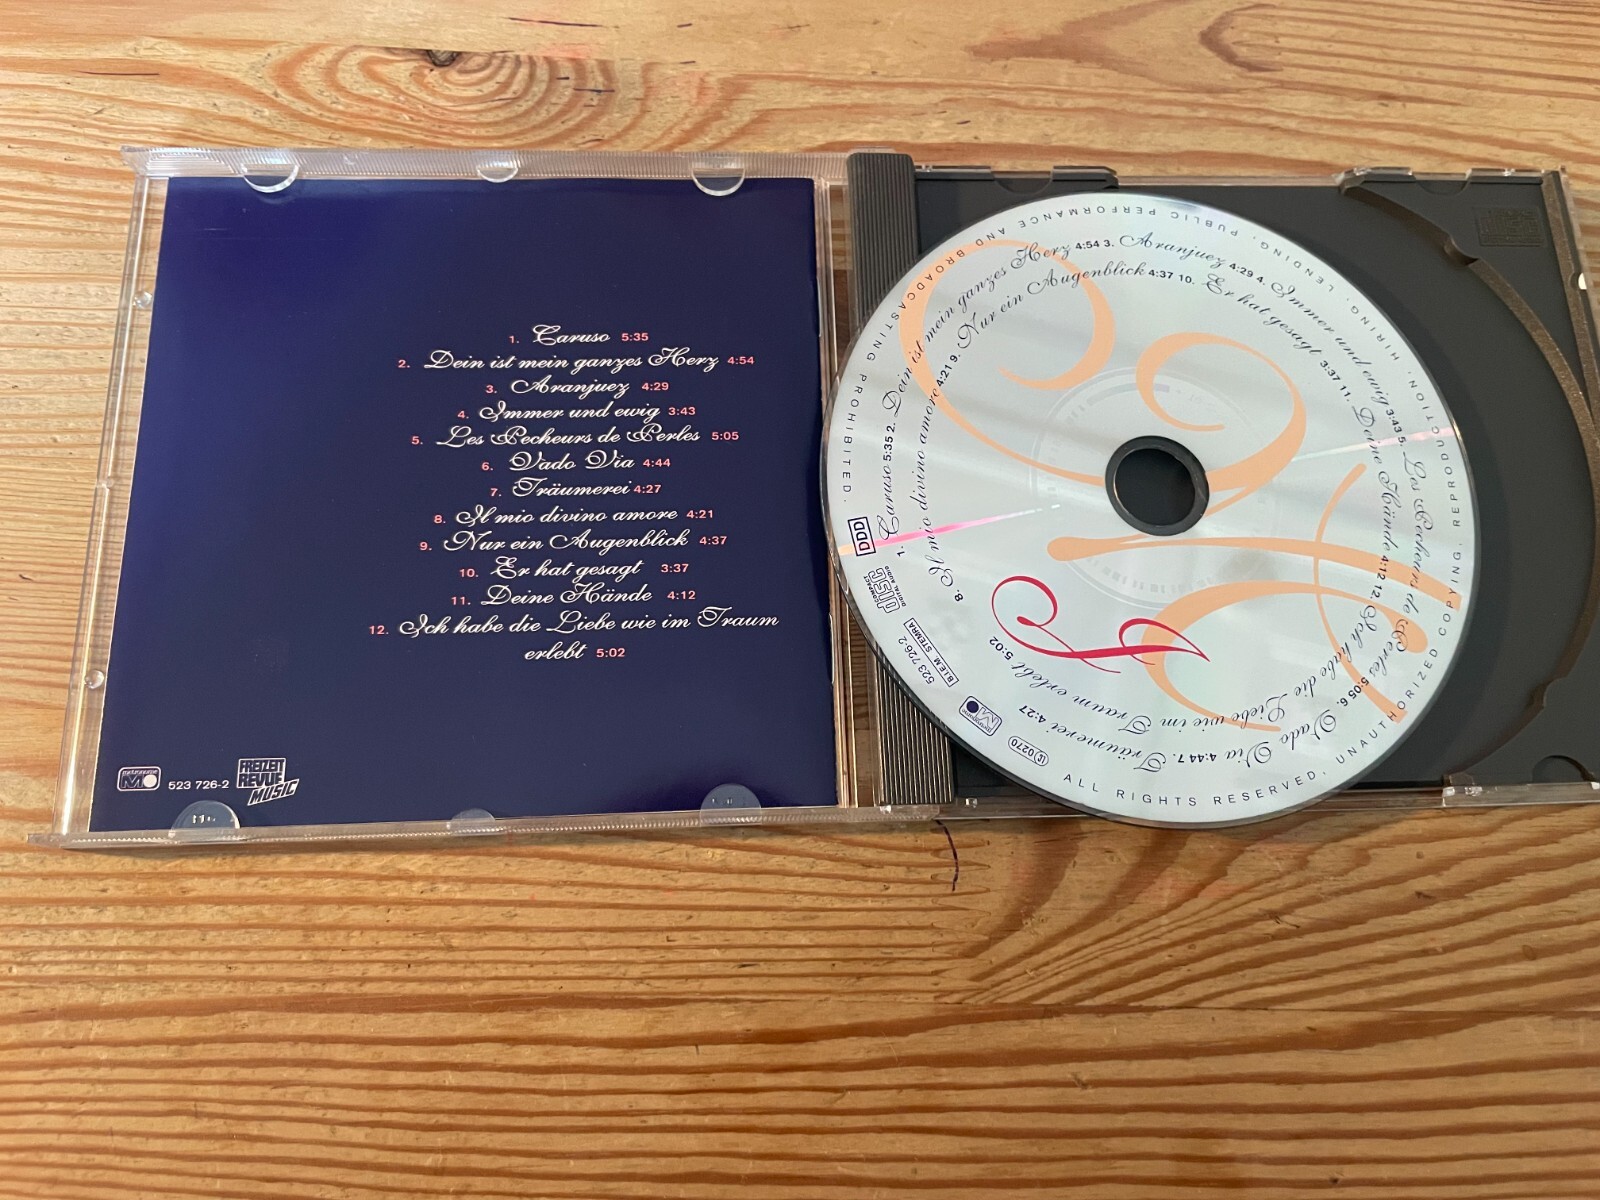 1. Caruso 5:35
2. Dein ist mein ganzes Herz 4:54
3. Aranjuez 4:29
4. Immer und ewig 3:43
5. Les Pecheurs de Perles 5:05
6. Vado Via 4:44
7. Träumerei 4:27
8. Il mio divino amore 4:21
9. Nur ein Augenblick 4:37
10. Er hat gesagt 3:37
11. Deine Hände 4:12
12. Ich habe die Liebe wie im Traum
erlebt 5:02
metronome
523 726-2
FREIZEIT
REVUE
MUSIC
1. Caruso 5:35 2. Dein ist mein ganzes Herz 4:54 3. Aranjuez 4:29 4. Immer und ewig 3:43 5. Les Pecheurs de Perles 5:05 6. Vado Via 4:44 7. Träumerei 4:27
8. Il mio divino amore 4:21 9. Nur ein Augenblick 4:37 10. Er hat gesagt 3:37 11. Deine Hände 4:12 12. Ich habe die Liebe wie im Traum erlebt 5:02
DDD
COMPACT
disc
DIGITAL AUDIO
B.I.E.M. STEMRA
523 726-2
metronome
LC 0270
ALL RIGHTS RESERVED. UNAUTHORIZED COPYING, REPRODUCTION, HIRING, LENDING, PUBLIC PERFORMANCE AND BROADCASTING PROHIBITED.